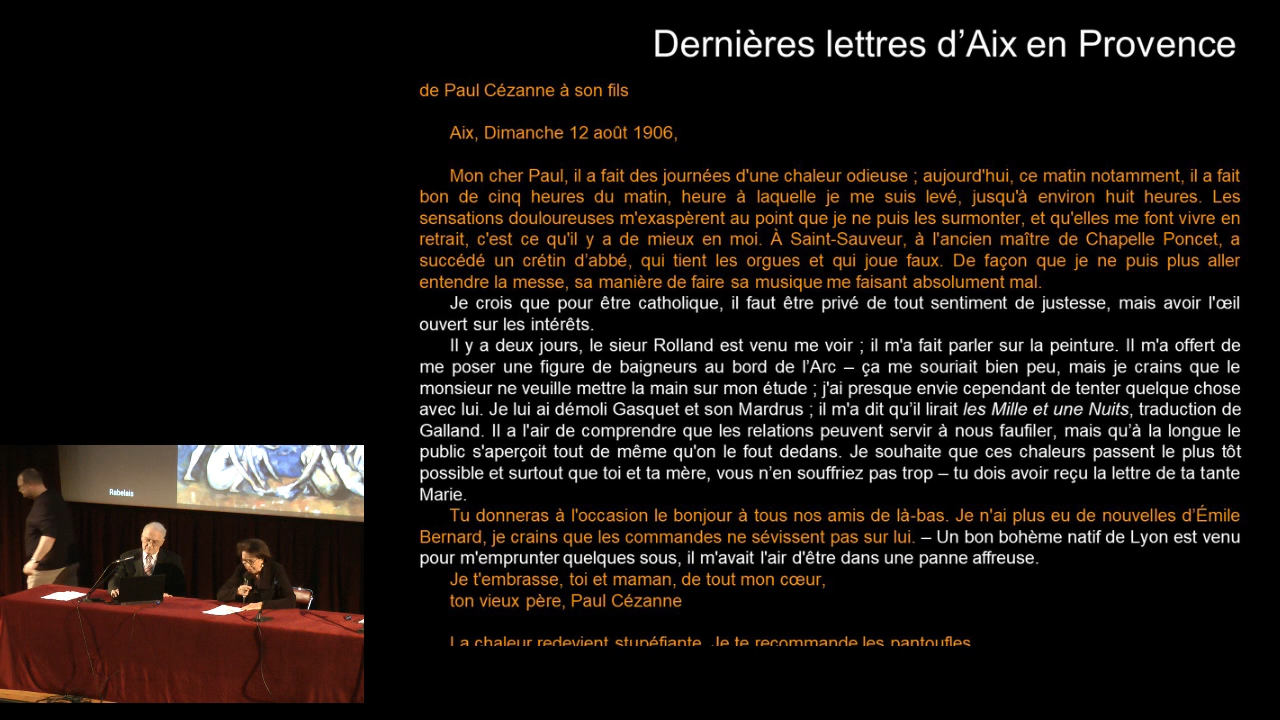 Dernières lettres d’Aix en Provence
de Paul Cézanne à son fils
Aix, Dimanche 12 août 1906,
Mon cher Paul, il a fait des journées d'une chaleur odieuse ; aujourd'hui, ce matin notamment, il a fait
bon de cinq heures du matin, heure à laquelle je me suis levé, jusqu'à environ huit heures. Les
sensations douloureuses m'exaspèrent au point que je ne puis les surmonter, et qu'elles me font vivre en
retrait, c'est ce qu'il y a de mieux en moi. À Saint-Sauveur, à l'ancien maître de Chapelle Poncet, a
succédé un crétin d’abbé, qui tient les orgues et qui joue faux. De façon que je ne puis plus aller
entendre la messe, sa manière de faire sa musique me faisant absolument mal.
Je crois que pour être catholique, il faut être privé de tout sentiment de justesse, mais avoir l'œil
ouvert sur les intérêts.
Il y a deux jours, le sieur Rolland est venu me voir ; il m'a fait parler sur la peinture. Il m'a offert de
me poser une figure de baigneurs au bord de l’Arc – ça me souriait bien peu, mais je crains que le
monsieur ne veuille mettre la main sur mon étude ; j'ai presque envie cependant de tenter quelque chose
avec lui. Je lui ai démoli Gasquet et son Mardrus ; il m'a dit qu’il lirait les Mille et une Nuits, traduction de
Galland. Il a l'air de comprendre que les relations peuvent servir à nous faufiler, mais qu’à la longue le
public s'aperçoit tout de même qu'on le fout dedans. Je souhaite que ces chaleurs passent le plus tôt
possible et surtout que toi et ta mère, vous n’en souffriez pas trop – tu dois avoir reçu la lettre de ta tante
Marie.
Tu donneras à l'occasion le bonjour à tous nos amis de là-bas. Je n'ai plus eu de nouvelles d’Émile
Bernard, je crains que les commandes ne sévissent pas sur lui. – Un bon bohème natif de Lyon est venu
pour m'emprunter quelques sous, il m'avait l'air d'être dans une panne affreuse.
Je t'embrasse, toi et maman, de tout mon cœur,
ton vieux père, Paul Cézanne
La chaleur redevient stupéfiante. Je te recommande les pantoufles
Rabelais